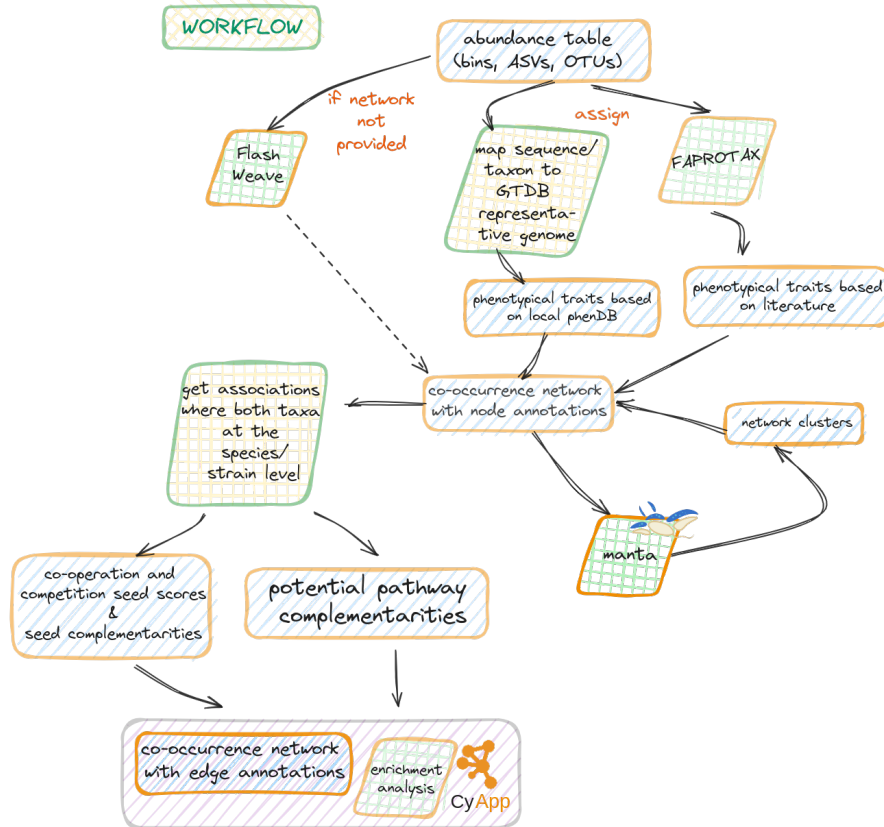 WORKFLOW
abundance table
(bins, ASVs, OTUs)
if network
not
provided
assign
Flash
Weave
map sequence/
taxon to
GTDB
representa-
tive genome
FAPROTAX
phenotypical traits based
on local phenDB
phenotypical traits based
on literature
get associations
where both taxa
at the
species/
strain level
co-occurrence network
with node annotations
network clusters
manta
co-operation and
competition seed scores
&
seed complementarities
potential pathway
complementarities
co-occurrence network
with edge annotations
enrichment
analysis
CyApp